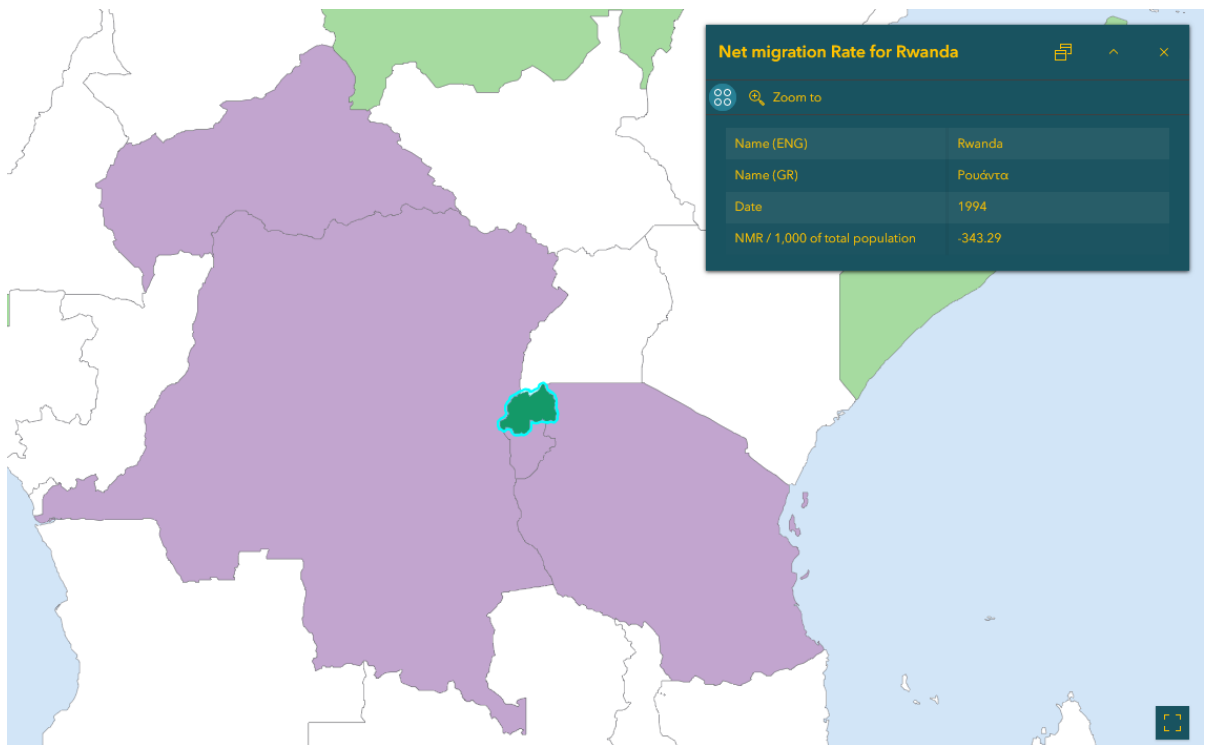 Net migration Rate for Rwanda
Zoom to
Name (ENG) Rwanda
Name (GR) Ρουάντα
Date 1994
NMR / 1,000 of total population -343.29